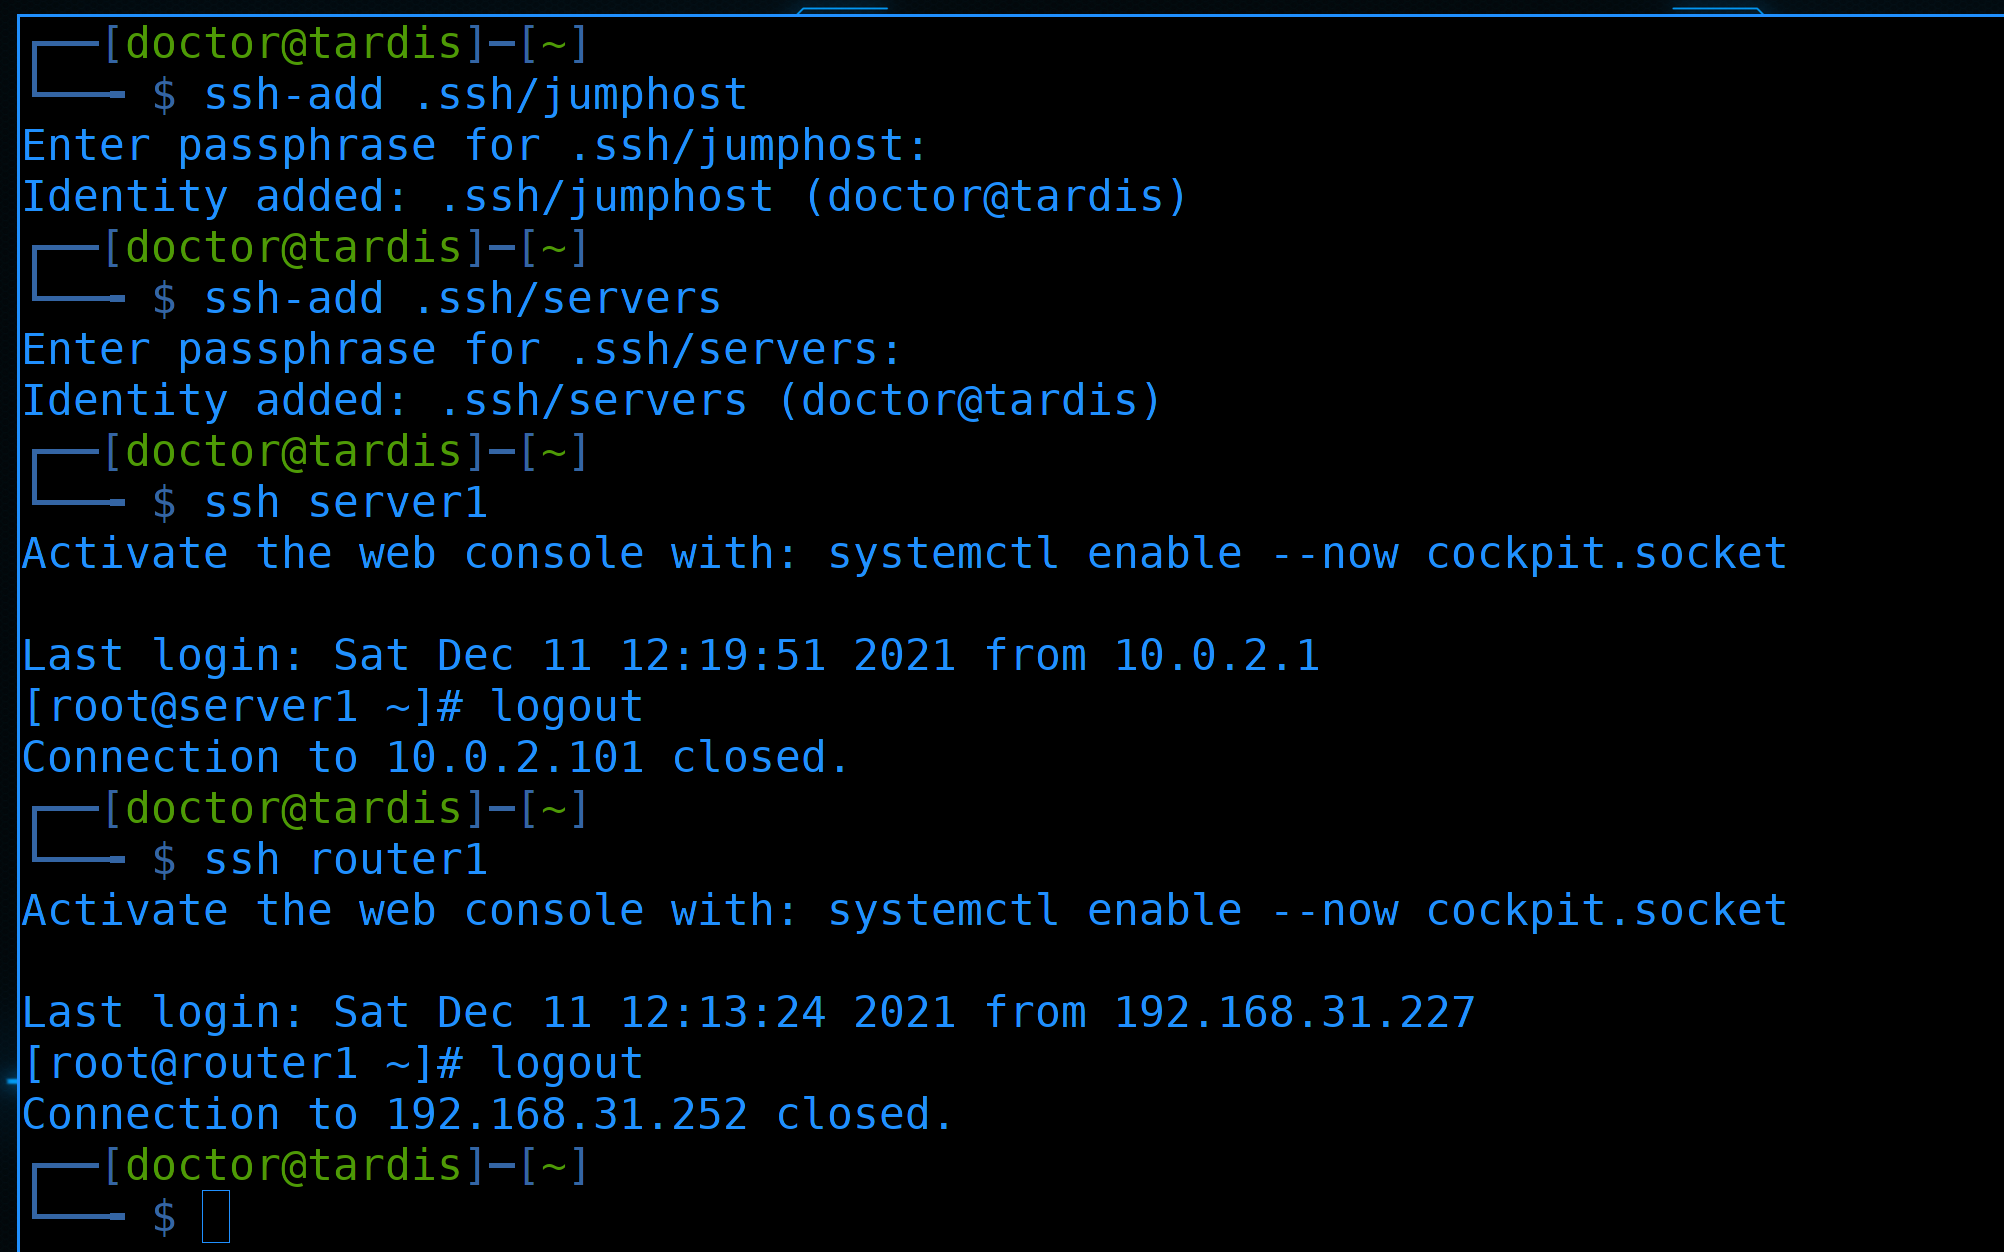 ┌──[doctor@tardis]─[~]
└──╼ $ ssh-add .ssh/jumphost
Enter passphrase for .ssh/jumphost:
Identity added: .ssh/jumphost (doctor@tardis)
┌──[doctor@tardis]─[~]
└──╼ $ ssh-add .ssh/servers
Enter passphrase for .ssh/servers:
Identity added: .ssh/servers (doctor@tardis)
┌──[doctor@tardis]─[~]
└──╼ $ ssh server1
Activate the web console with: systemctl enable --now cockpit.socket

Last login: Sat Dec 11 12:19:51 2021 from 10.0.2.1
[root@server1 ~]# logout
Connection to 10.0.2.101 closed.
┌──[doctor@tardis]─[~]
└──╼ $ ssh router1
Activate the web console with: systemctl enable --now cockpit.socket

Last login: Sat Dec 11 12:13:24 2021 from 192.168.31.227
[root@router1 ~]# logout
Connection to 192.168.31.252 closed.
┌──[doctor@tardis]─[~]
└──╼ $